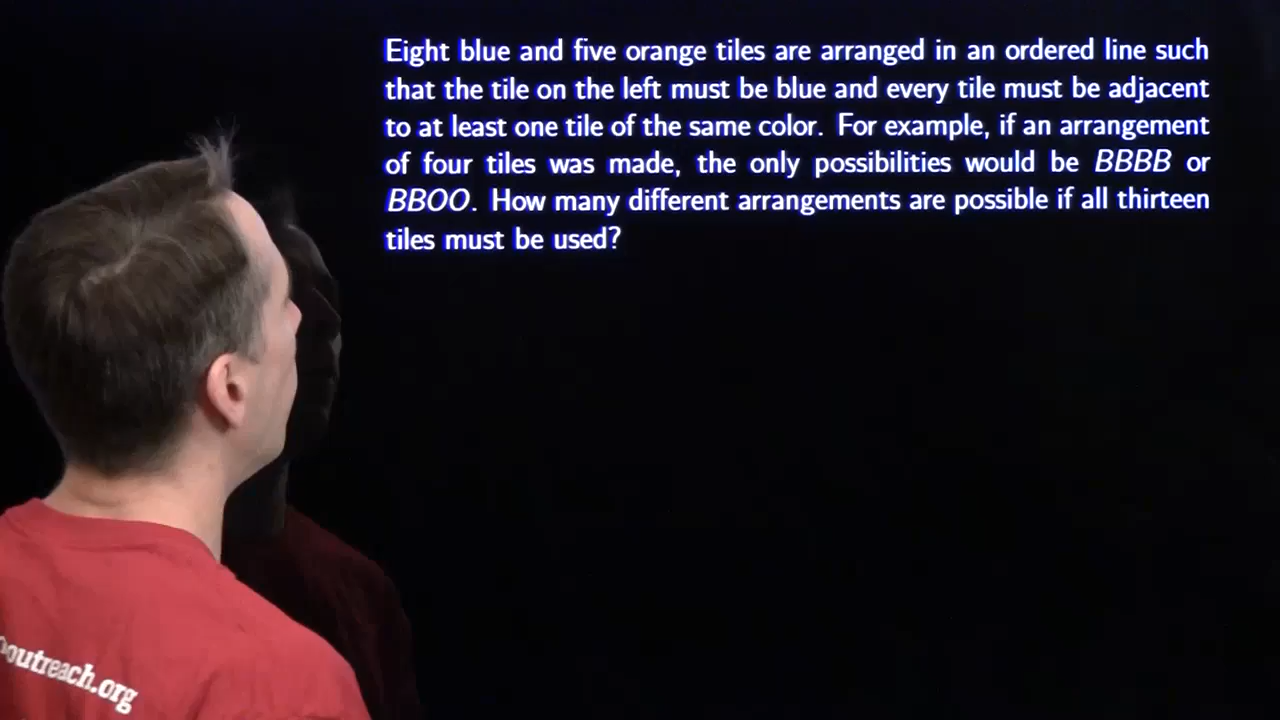 Eight blue and five orange tiles are arranged in an ordered line such
that the tile on the left must be blue and every tile must be adjacent
to at least one tile of the same color. For example, if an arrangement
of four tiles was made, the only possibilities would be BBBB or
BBOO. How many different arrangements are possible if all thirteen
tiles must be used?
outreach.org